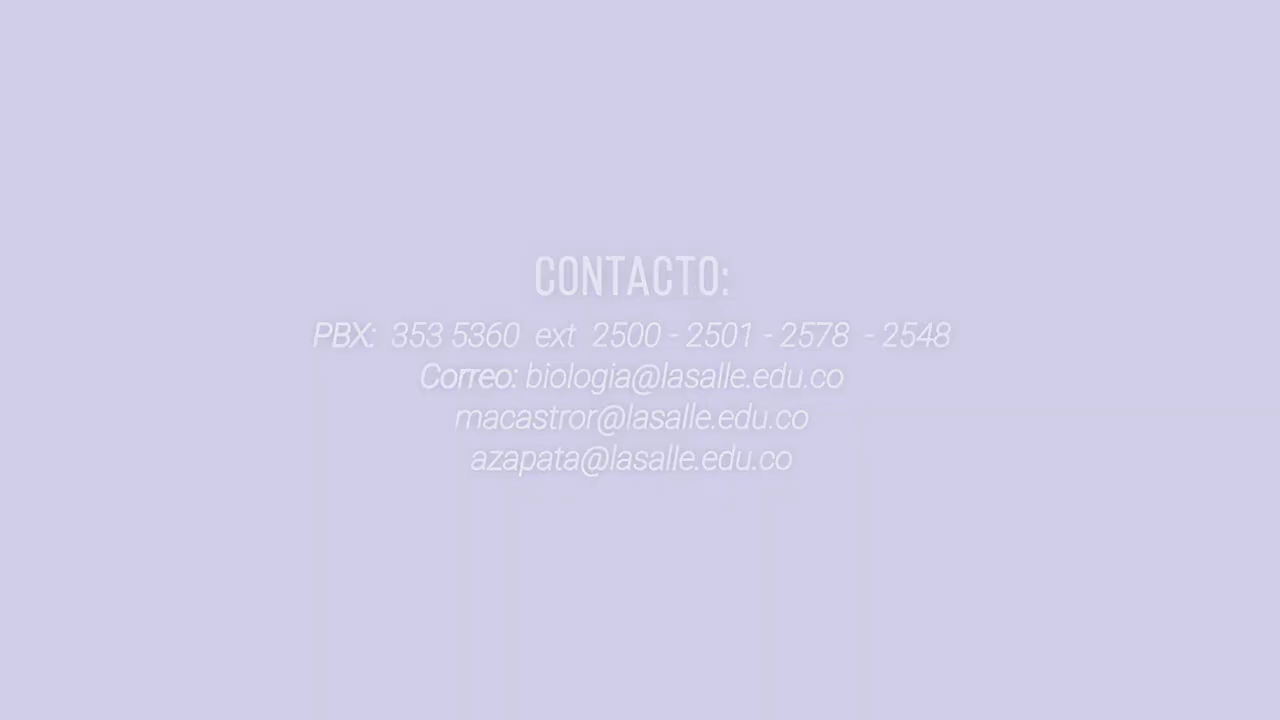 CONTACTO:
PBX: 353 5360 ext 2500 - 2501 - 2578 - 2548
Correo: biologia@lasalle.edu.co
macastror@lasalle.edu.co
azapata@lasalle.edu.co